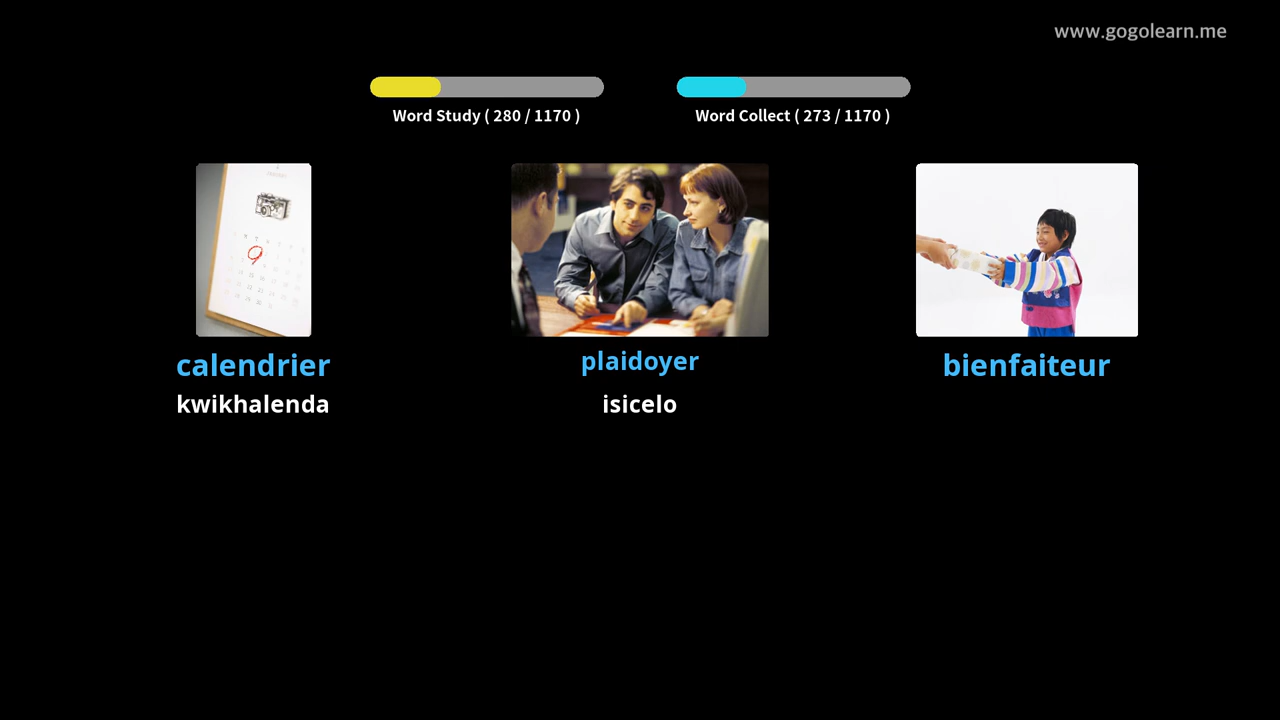 www.gogolearn.me
Word Study ( 280 / 1170 )
Word Collect ( 273 / 1170 )
calendrier
plaidoyer
bienfaiteur
kwikhalenda
isicelo